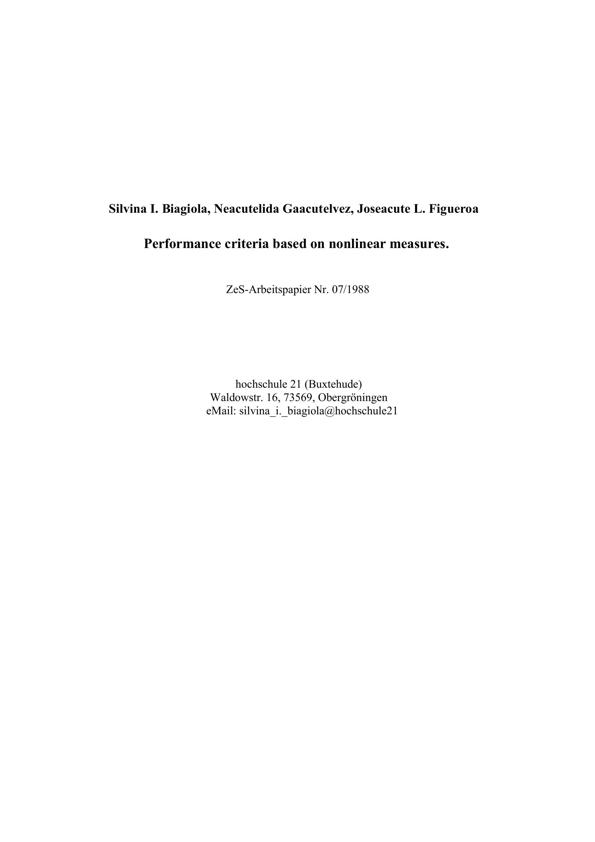 Silvina I. Biagiola, Neacutelida Gaacutelvez, Joseacute L. Figueroa
Performance criteria based on nonlinear measures.
ZeS-Arbeitspapier Nr. 07/1988
hochschule 21 (Buxtehude)
Waldowstr. 16, 73569, Obergröningen
eMail: silvina_i._biagiola@hochschule21